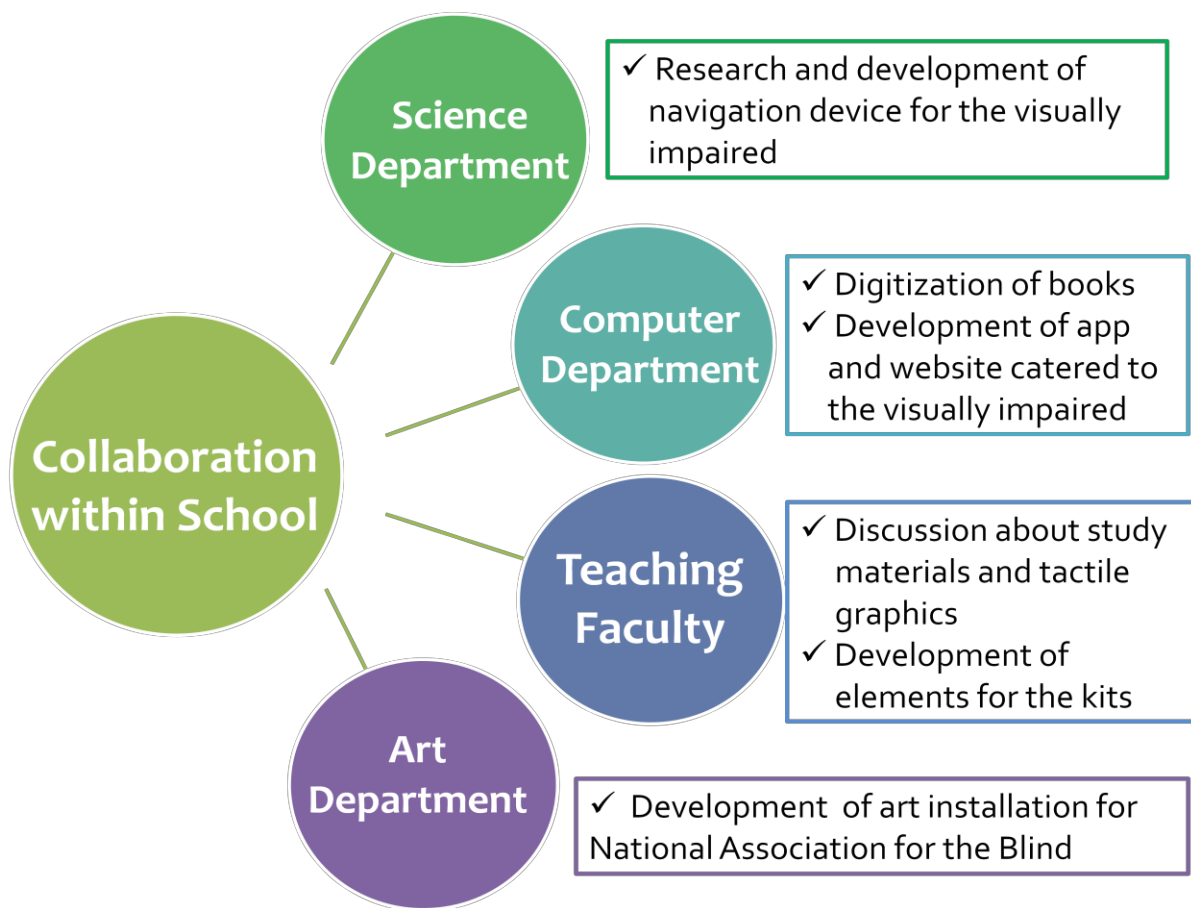 Science
Department
✓ Research and development of
navigation device for the visually
impaired
Computer
Department
✓ Digitization of books
✓ Development of app
and website catered to
the visually impaired
Collaboration
within School
Teaching
Faculty
✓ Discussion about study
materials and tactile
graphics
✓ Development of
elements for the kits
Art
Department
✓ Development of art installation for
National Association for the Blind